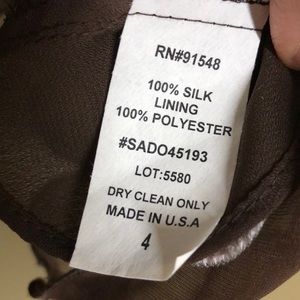 RN#91548
100% SILK
LINING
100% POLYESTER
#SADO45193
LOT:5580
DRY CLEAN ONLY
MADE IN U.S.A
4